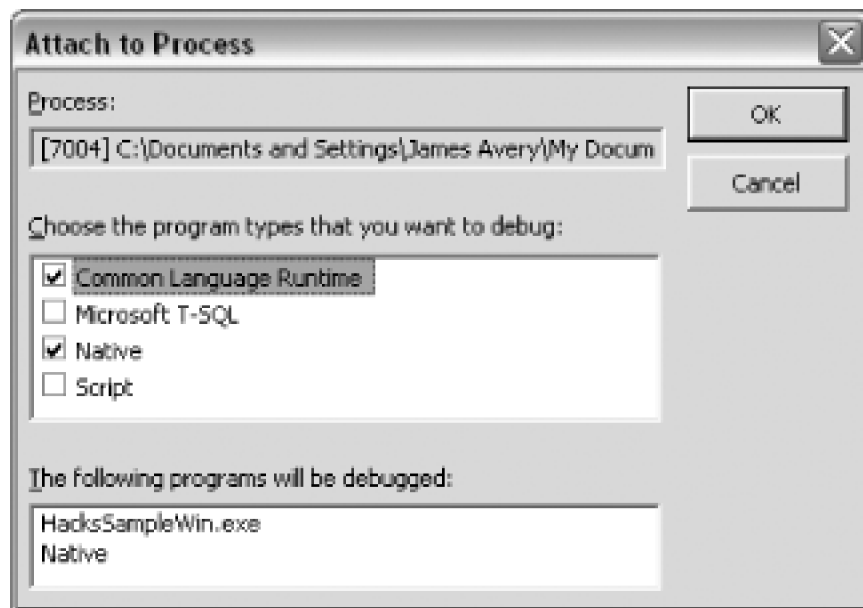 Attach to Process
Process:
[7004] C:\Documents and Settings\James Avery\My Docum
OK
Cancel
Choose the program types that you want to debug:
Common Language Runtime
Microsoft T-SQL
Native
Script
The following programs will be debugged:
HacksSampleWin.exe
Native